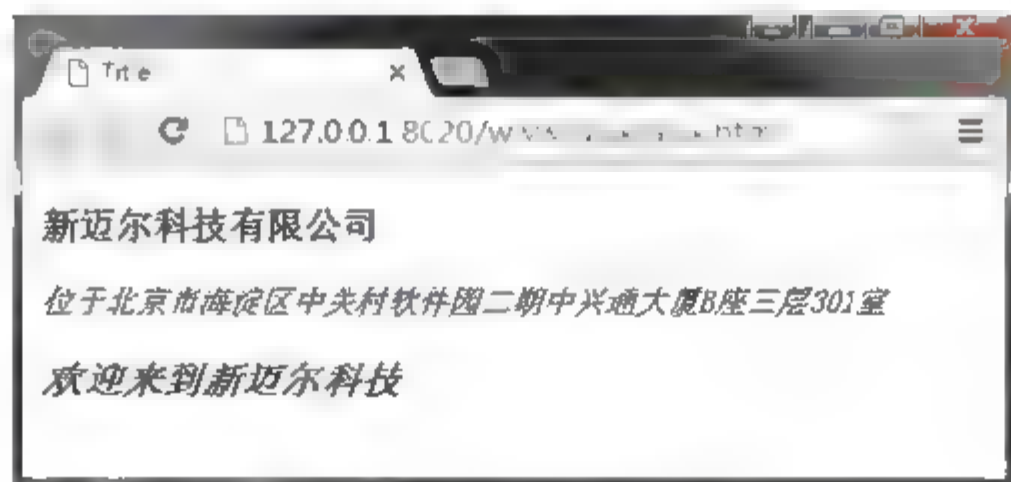 Title
127.0.0.1:8020/w
新迈尔科技有限公司
位于北京市海淀区中关村软件园二期中兴通大厦B座三层301室
欢迎来到新迈尔科技